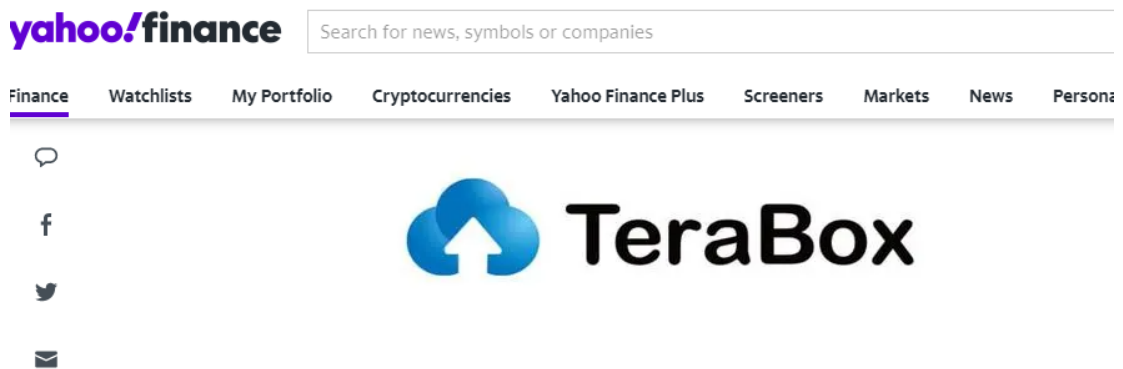 yahoo!finance
Search for news, symbols or companies
Finance Watchlists My Portfolio Cryptocurrencies Yahoo Finance Plus Screeners Markets News Persona
TeraBox